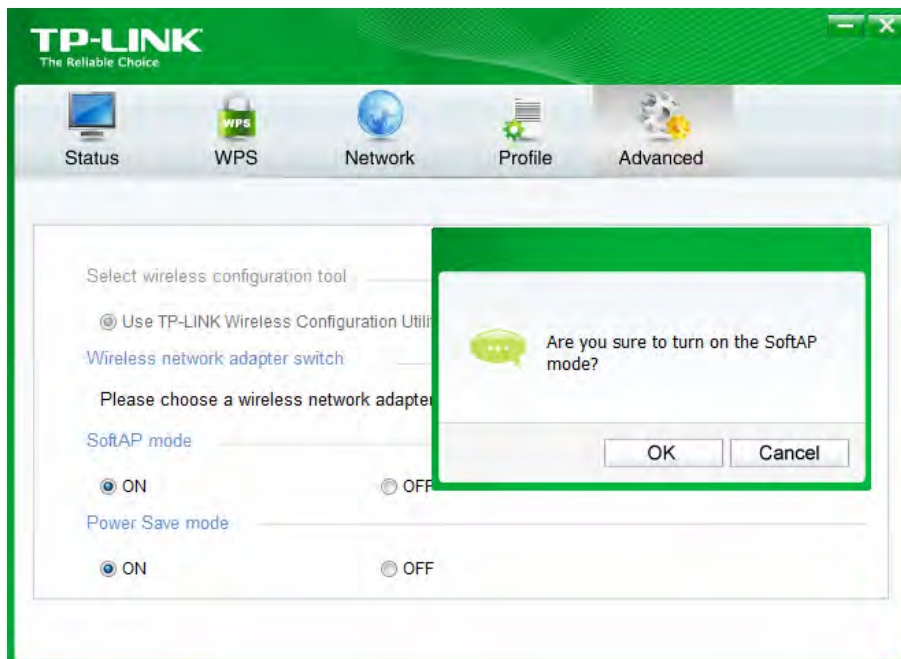 TP-LINK
The Reliable Choice
Status
WPS
WPS
Network
Profile
Advanced
Select wireless configuration tool
Use TP-LINK Wireless Configuration Utili
Wireless network adapter switch
Please choose a wireless network adapter
SoftAP mode
ON
OFF
Power Save mode
ON
OFF
Are you sure to turn on the SoftAP
mode?
OK
Cancel